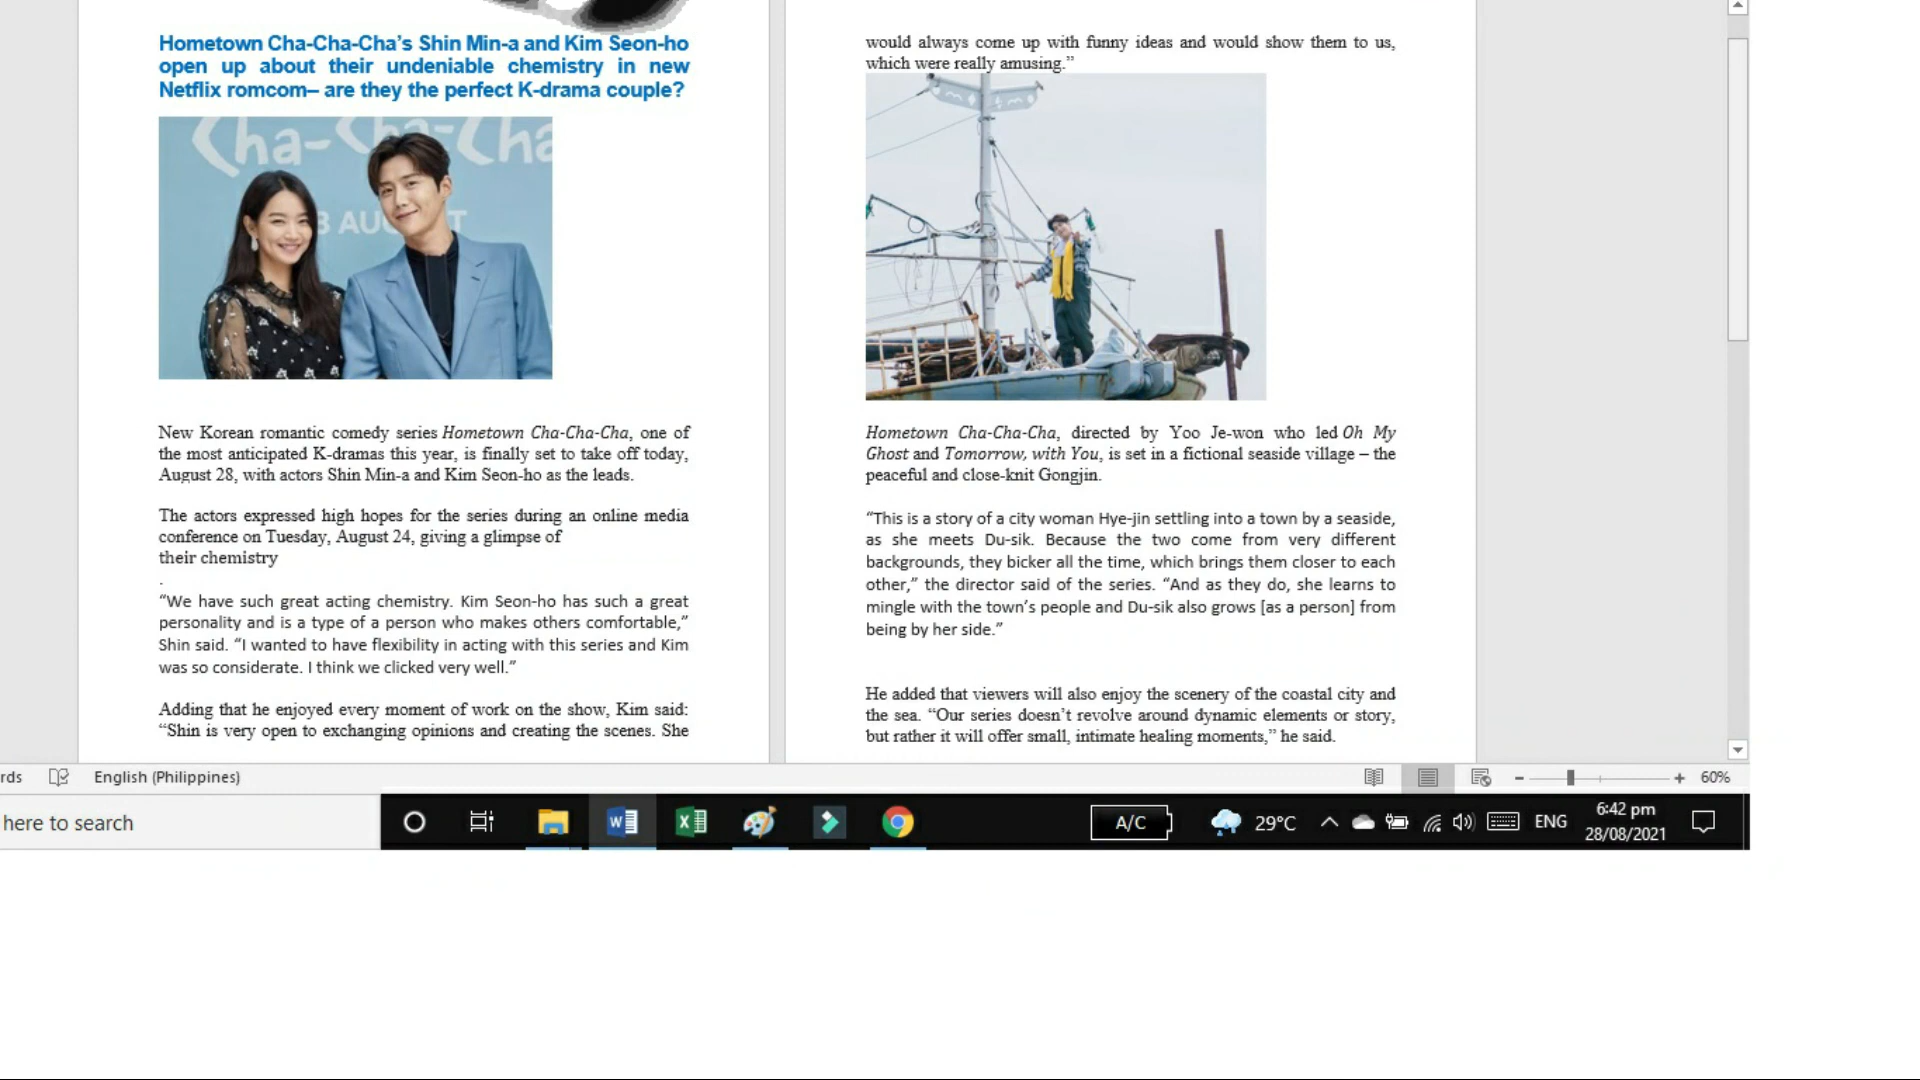 Hometown Cha-Cha-Cha’s Shin Min-a and Kim Seon-ho
open up about their undeniable chemistry in new
Netflix romcom– are they the perfect K-drama couple?
Cha-Cha-Cha
AUGUST
New Korean romantic comedy series Hometown Cha-Cha-Cha, one of
the most anticipated K-dramas this year, is finally set to take off today,
August 28, with actors Shin Min-a and Kim Seon-ho as the leads.
The actors expressed high hopes for the series during an online media
conference on Tuesday, August 24, giving a glimpse of
their chemistry
.
“We have such great acting chemistry. Kim Seon-ho has such a great
personality and is a type of a person who makes others comfortable,”
Shin said. “I wanted to have flexibility in acting with this series and Kim
was so considerate. I think we clicked very well.”
Adding that he enjoyed every moment of work on the show, Kim said:
“Shin is very open to exchanging opinions and creating the scenes. She
would always come up with funny ideas and would show them to us,
which were really amusing.”
Hometown Cha-Cha-Cha, directed by Yoo Je-won who led Oh My
Ghost and Tomorrow, with You, is set in a fictional seaside village – the
peaceful and close-knit Gongjin.
“This is a story of a city woman Hye-jin settling into a town by a seaside,
as she meets Du-sik. Because the two come from very different
backgrounds, they bicker all the time, which brings them closer to each
other,” the director said of the series. “And as they do, she learns to
mingle with the town’s people and Du-sik also grows [as a person] from
being by her side.”
He added that viewers will also enjoy the scenery of the coastal city and
the sea. “Our series doesn’t revolve around dynamic elements or story,
but rather it will offer small, intimate healing moments,” he said.
rds English (Philippines) 60%
here to search A/C 29°C ENG 6:42 pm
28/08/2021